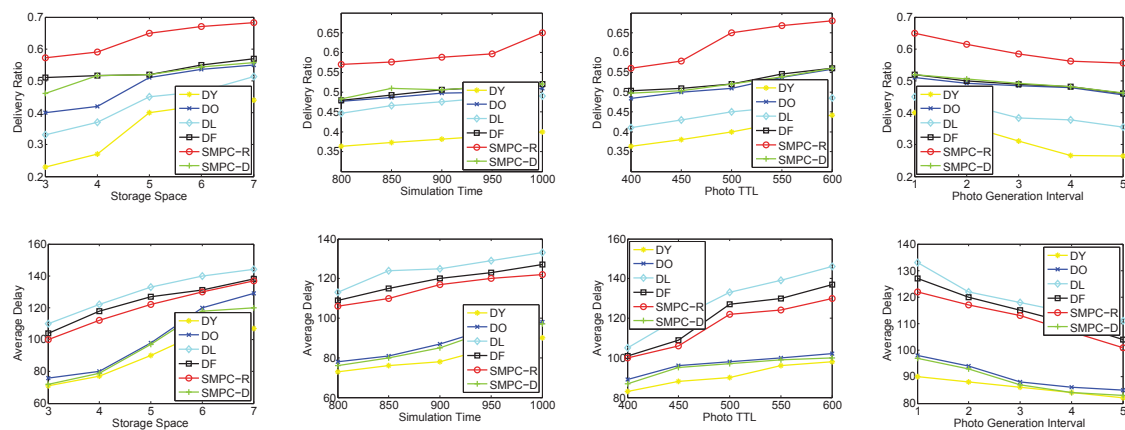 0.7
0.6
0.5
0.4
0.3
0.2
Delivery Ratio
3 4 5 6 7
Storage Space
DY
DO
DL
DF
SMPC-R
SMPC-D
0.65
0.6
0.55
0.5
0.45
0.4
0.35
Delivery Ratio
800 850 900 950 1000
Simulation Time
DY
DO
DL
DF
SMPC-R
SMPC-D
0.65
0.6
0.55
0.5
0.45
0.4
0.35
Delivery Ratio
400 450 500 550 600
Photo TTL
DY
DO
DL
DF
SMPC-R
SMPC-D
0.7
0.6
0.5
0.4
0.3
0.2
Delivery Ratio
1 2 3 4 5
Photo Generation Interval
DY
DO
DL
DF
SMPC-R
SMPC-D
160
140
120
100
80
60
Average Delay
3 4 5 6 7
Storage Space
DY
DO
DL
DF
SMPC-R
SMPC-D
140
120
100
80
60
Average Delay
800 850 900 950 1000
Simulation Time
DY
DO
DL
DF
SMPC-R
SMPC-D
160
140
120
100
80
Average Delay
400 450 500 550 600
Photo TTL
DY
DO
DL
DF
SMPC-R
SMPC-D
140
130
120
110
100
90
80
Average Delay
1 2 3 4 5
Photo Generation Interval
DY
DO
DL
DF
SMPC-R
SMPC-D